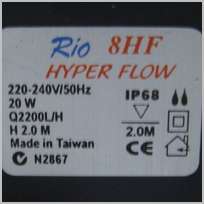 Rio 8HF
HYPER FLOW
220-240V/50Hz
20 W
Q2200L/H
H 2.0 M
Made in Taiwan
N2867
IP68
2.0M
CE